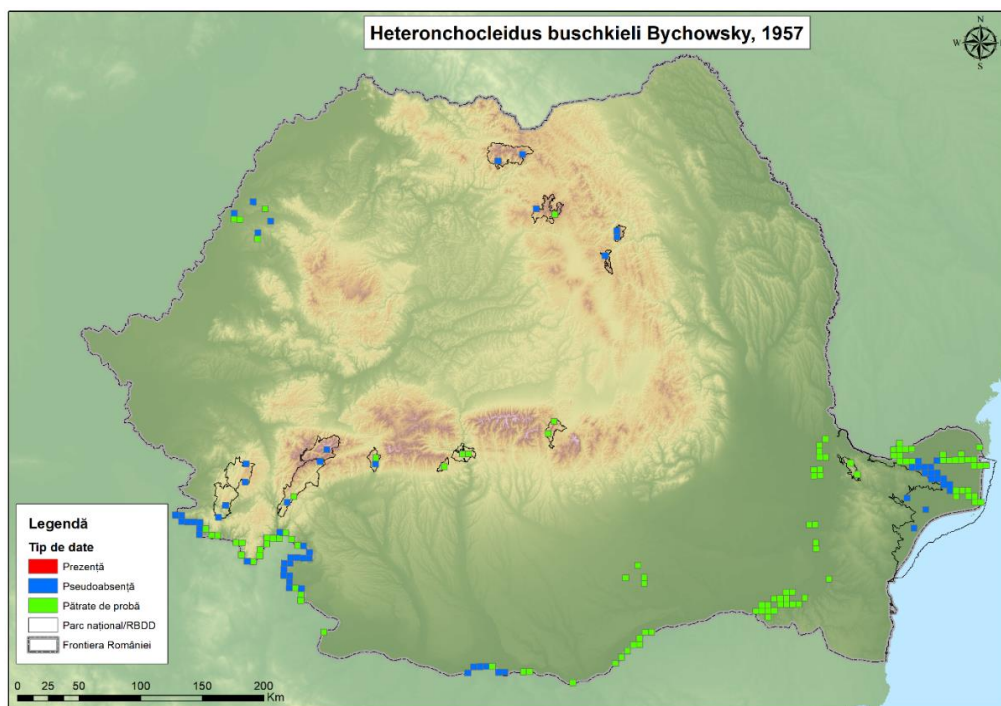 Heteronchocleidus buschkieli Bychowsky, 1957
N
W E
S
Legendă
Tip de date
Prezență
Pseudoabsență
Pătrate de probă
Parc național/RBDD
Frontiera României
0 50 100 150 200
Km